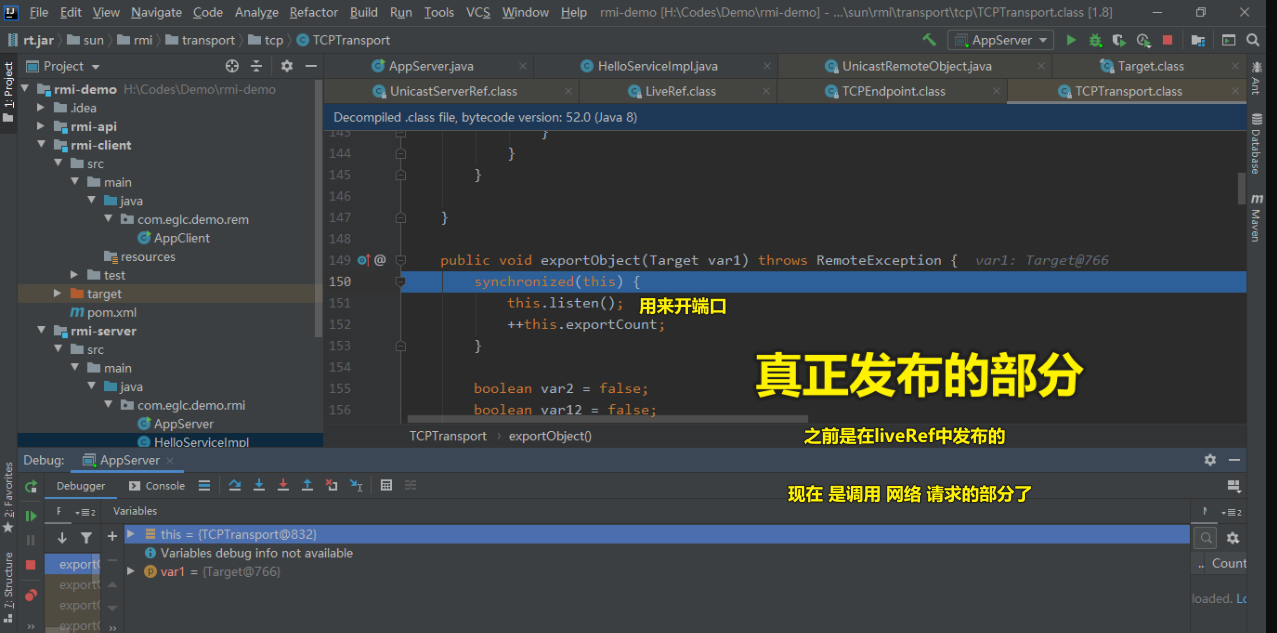 File Edit View Navigate Code Analyze Refactor Build Run Tools VCS Window Help rmi-demo [H:\Codes\Demo\rmi-demo] - ...\sun\rmi\transport\tcp\TCPTransport.class [1.8]
rt.jar sun rmi transport tcp TCPTransport AppServer
Project AppServer.java HelloServiceImpl.java UnicastRemoteObject.java Target.class
UnicastServerRef.class LiveRef.class TCPEndpoint.class TCPTransport.class
1: Project
Ant
Database
Maven
2: Favorites
7: Structure
rmi-demo H:\Codes\Demo\rmi-demo
.idea
rmi-api
rmi-client
src
main
java
com.eglc.demo.rem
AppClient
resources
test
target
pom.xml
rmi-server
src
main
java
com.eglc.demo.rmi
AppServer
HelloServiceImpl
Decompiled .class file, bytecode version: 52.0 (Java 8)
143 }
144 }
145 }
146
147 }
148
149 @ public void exportObject(Target var1) throws RemoteException { var1: Target@766
150 synchronized(this) {
151 this.listen(); 用来开端口
152 ++this.exportCount;
153 }
154
155 boolean var2 = false;
156 boolean var12 = false;
真正发布的部分
TCPTransport › exportObject()
之前是在liveRef中发布的
Debug: AppServer
Debugger Console
现在 是调用 网络 请求的部分了
F Variables
this = {TCPTransport@832}
Variables debug info not available
var1 = {Target@766}
export
export
export
export
.. Count
loaded. Lo